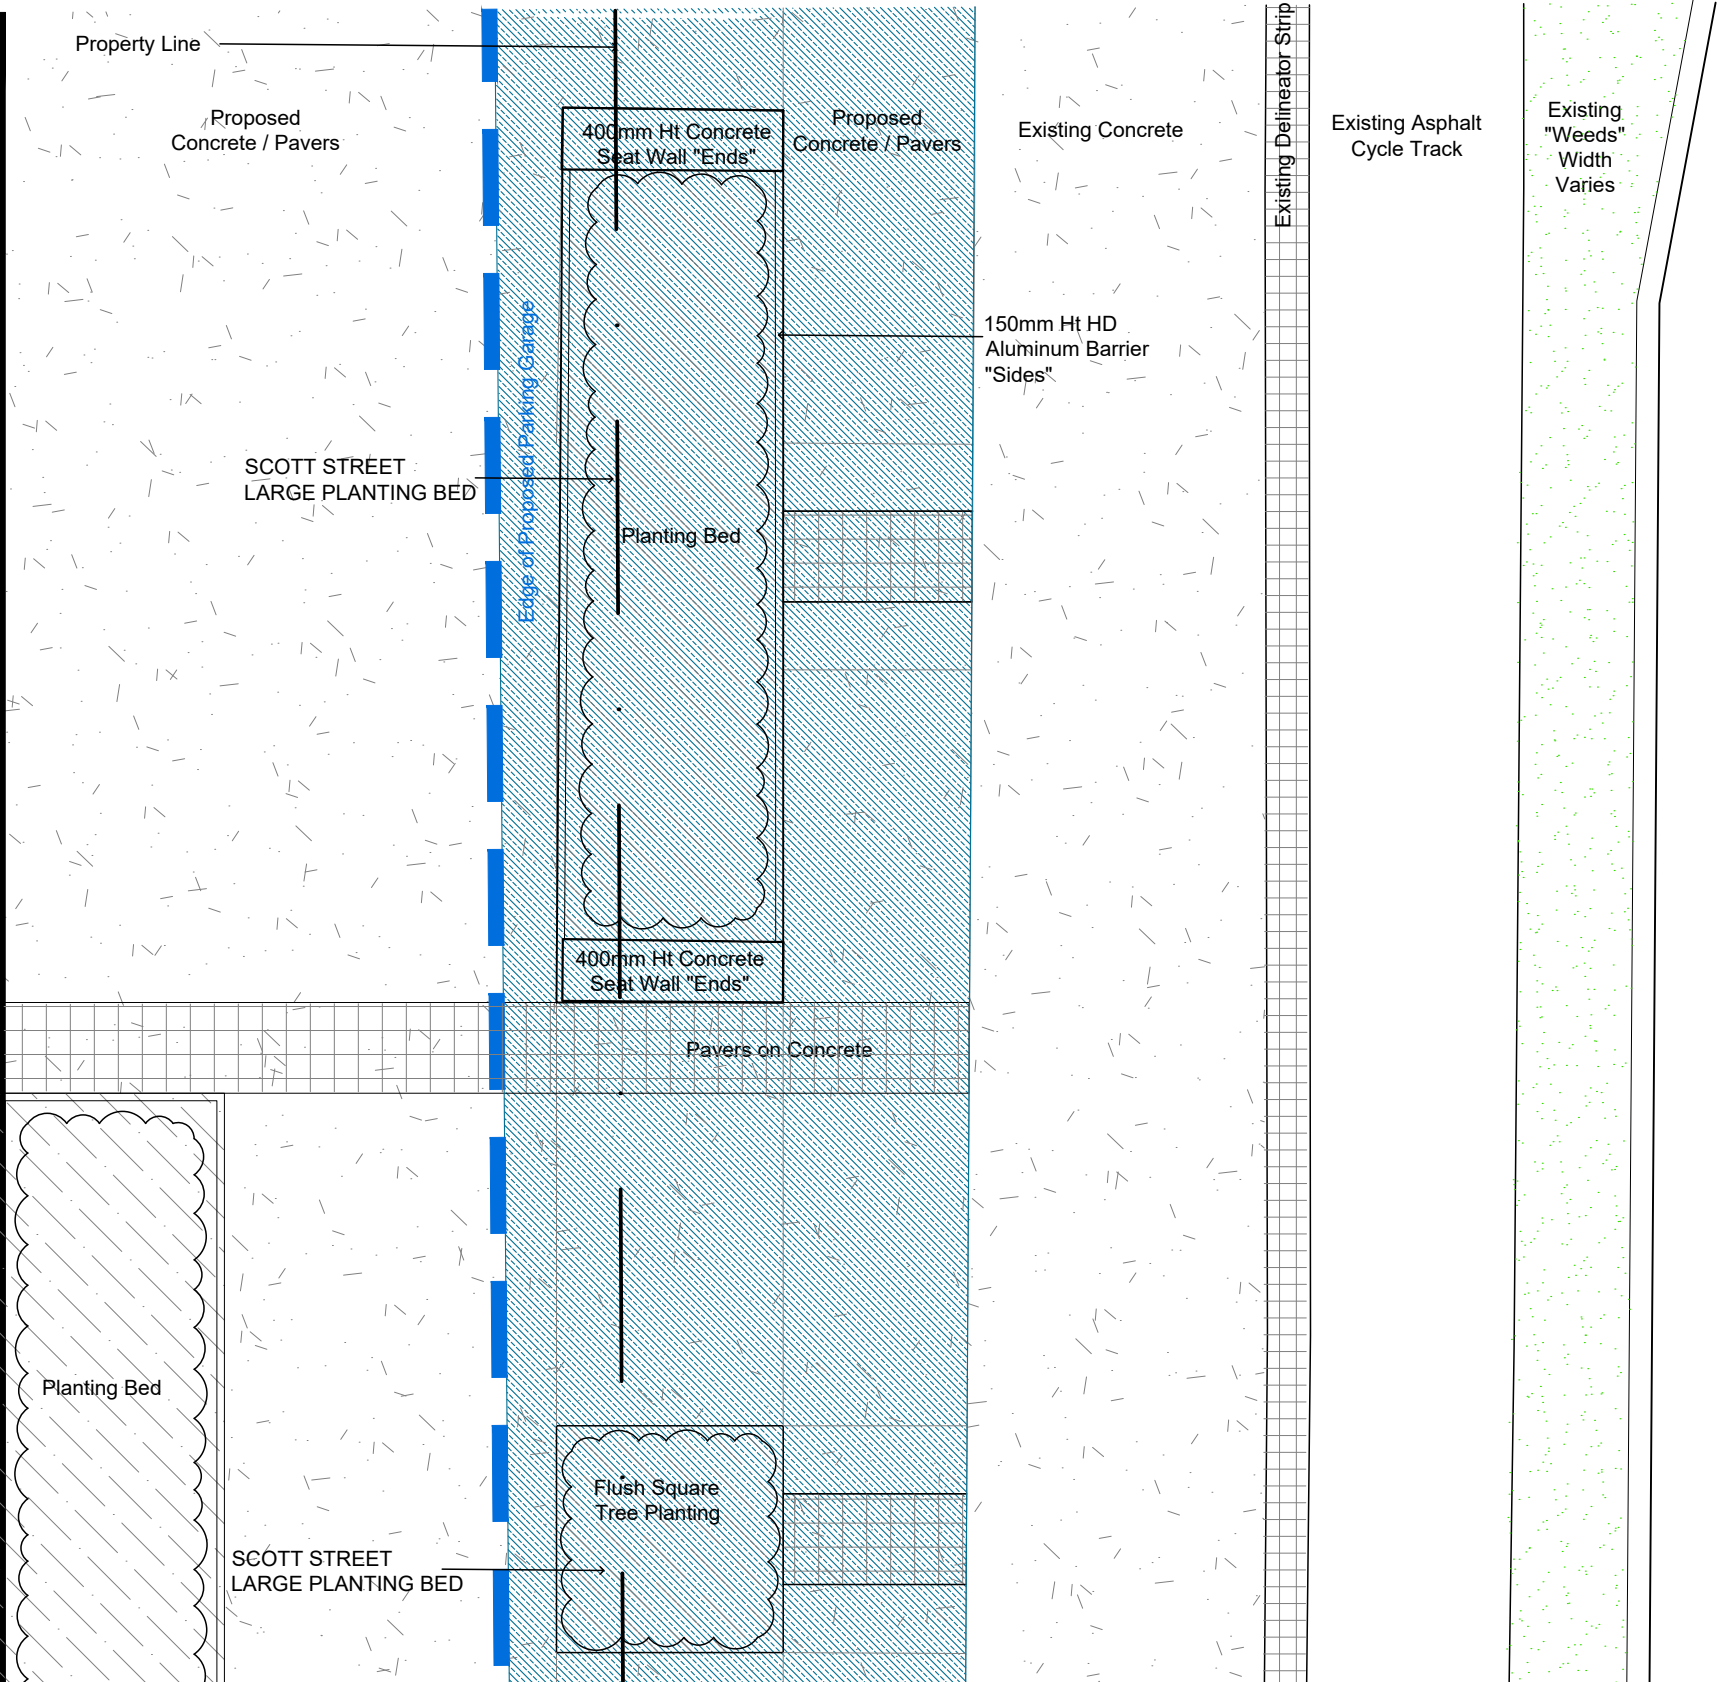 Property Line
Proposed
Concrete / Pavers
400mm Ht Concrete
Seat Wall "Ends"
Proposed
Concrete / Pavers
Existing Concrete
Existing Delineator Strip
Existing Asphalt
Cycle Track
Existing
"Weeds"
Width
Varies
150mm Ht HD
Aluminum Barrier
"Sides"
Edge of Proposed Parking Garage
SCOTT STREET
LARGE PLANTING BED
Planting Bed
400mm Ht Concrete
Seat Wall "Ends"
Pavers on Concrete
Planting Bed
Flush Square
Tree Planting
SCOTT STREET
LARGE PLANTING BED